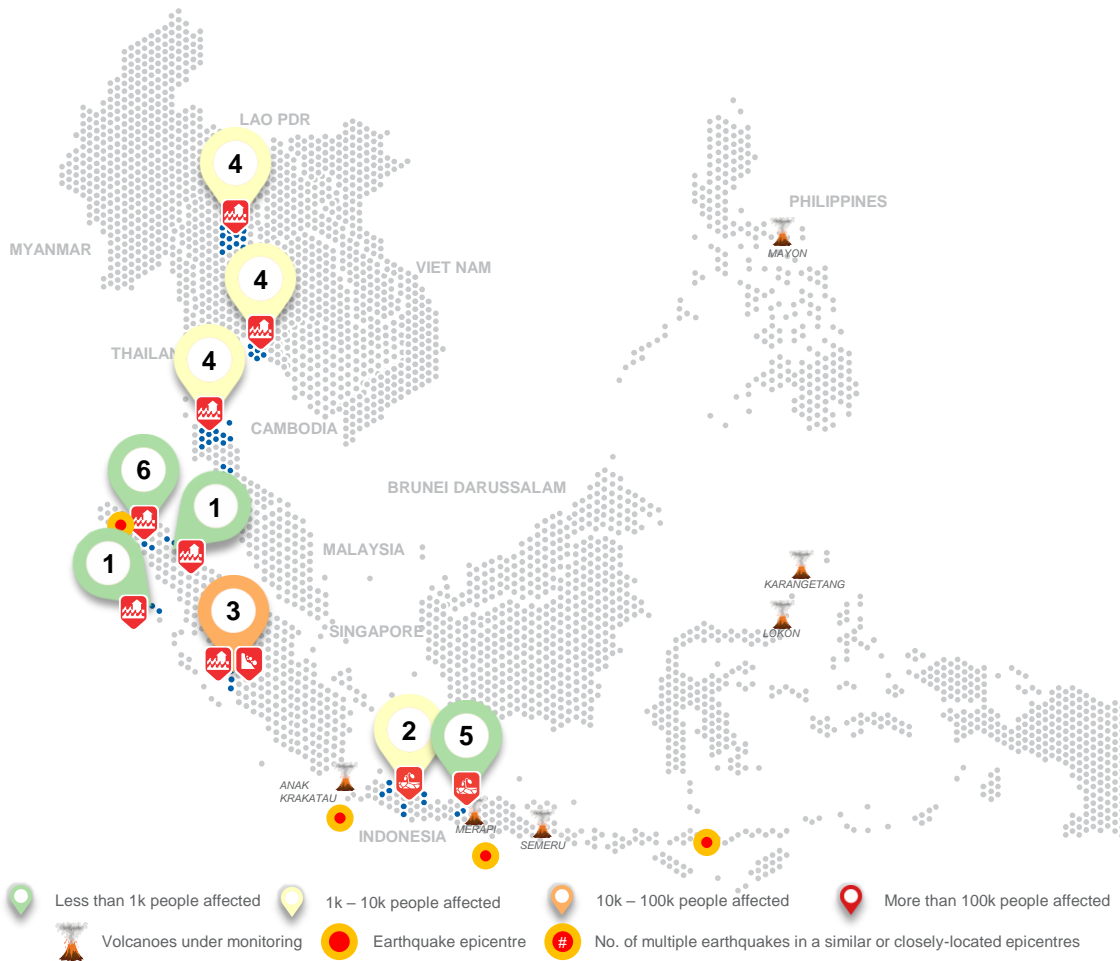 LAO PDR
4
PHILIPPINES
MYANMAR
MAYON
VIET NAM
4
THAILAN
4
CAMBODIA
6
BRUNEI DARUSSALAM
1
MALAYSIA
1
KARANGETANG
3
SINGAPORE
LOKON
2
5
ANAK
KRAKATAU
INDONESIA
MERAPI
SEMERU
Less than 1k people affected
1k – 10k people affected
10k – 100k people affected
More than 100k people affected
Volcanoes under monitoring
Earthquake epicentre
# No. of multiple earthquakes in a similar or closely-located epicentres